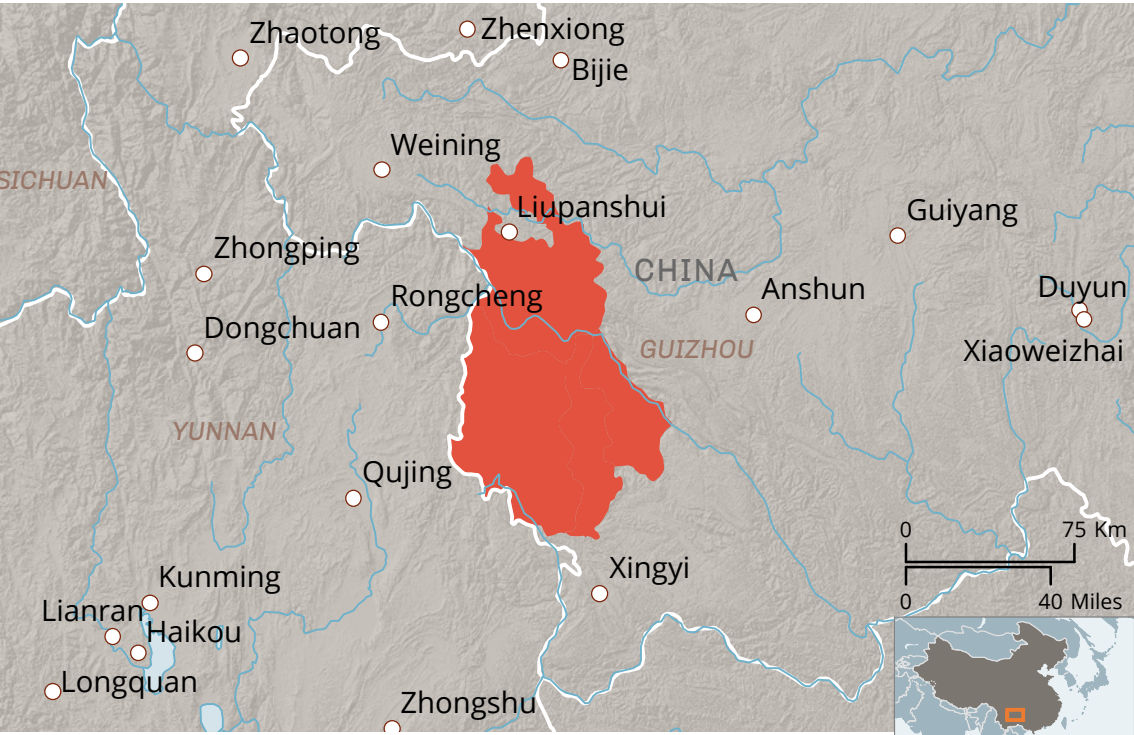 Zhaotong
Zhenxiong
Bijie
Weining
SICHUAN
Liupanshui
Guiyang
Zhongping
CHINA
Rongcheng
Anshun
Duyun
Dongchuan
GUIZHOU
Xiaoweizhai
YUNNAN
Qujing
0 75 Km
Xingyi
Kunming
0 40 Miles
Lianran
Haikou
Longquan
Zhongshu